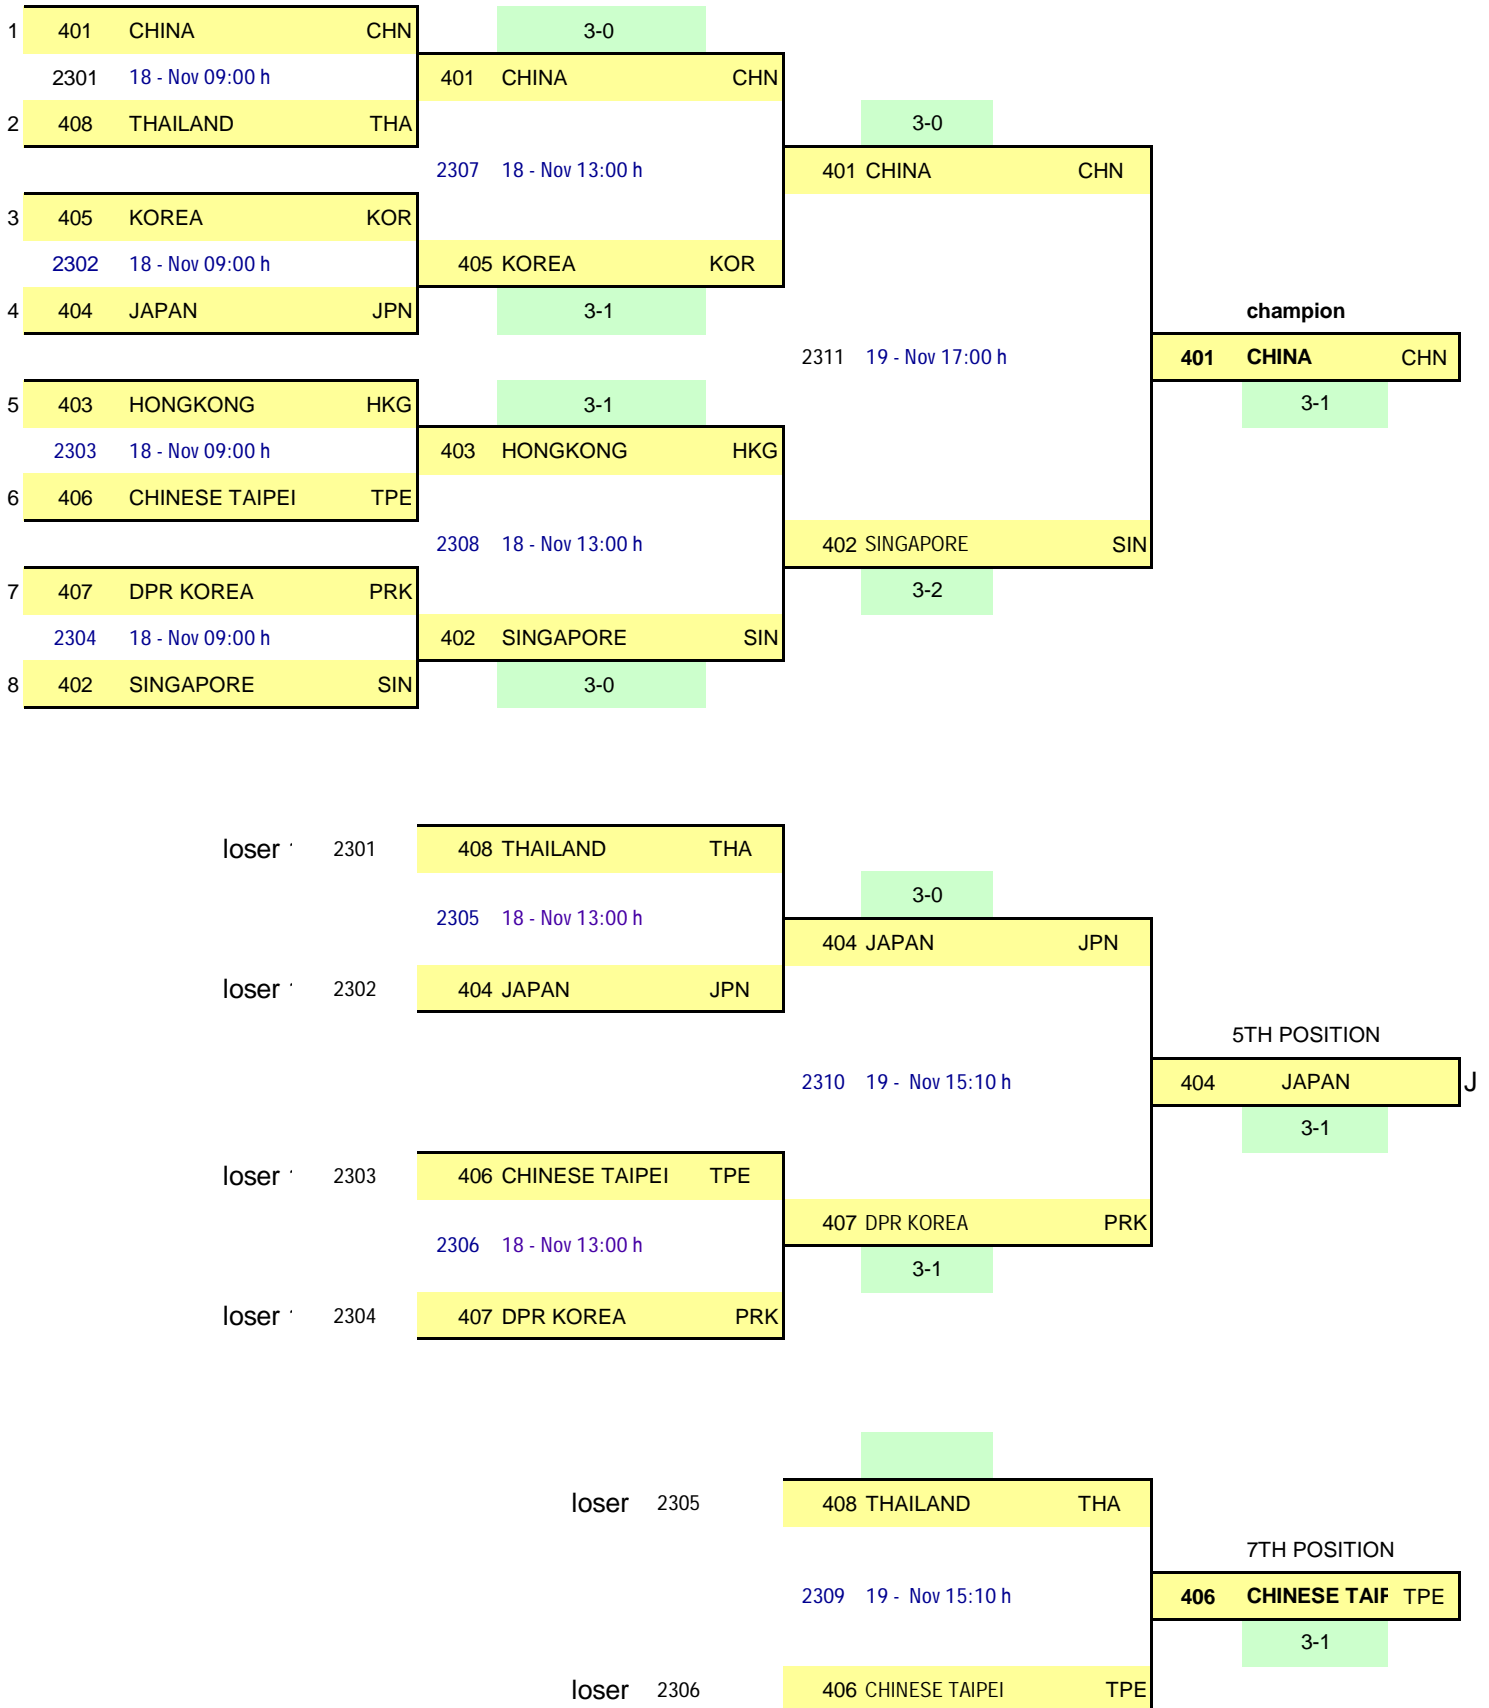 1 401 CHINA CHN 3-0
2301 18 - Nov 09:00 h 401 CHINA CHN
2 408 THAILAND THA 3-0
2307 18 - Nov 13:00 h 401 CHINA CHN
3 405 KOREA KOR
2302 18 - Nov 09:00 h 405 KOREA KOR
4 404 JAPAN JPN 3-1 champion
2311 19 - Nov 17:00 h 401 CHINA CHN
5 403 HONGKONG HKG 3-1 3-1
2303 18 - Nov 09:00 h 403 HONGKONG HKG
6 406 CHINESE TAIPEI TPE
2308 18 - Nov 13:00 h 402 SINGAPORE SIN
7 407 DPR KOREA PRK 3-2
2304 18 - Nov 09:00 h 402 SINGAPORE SIN
8 402 SINGAPORE SIN 3-0
loser 2301 408 THAILAND THA
3-0
2305 18 - Nov 13:00 h
404 JAPAN JPN
loser 2302 404 JAPAN JPN
5TH POSITION
2310 19 - Nov 15:10 h 404 JAPAN J
3-1
loser 2303 406 CHINESE TAIPEI TPE
407 DPR KOREA PRK
2306 18 - Nov 13:00 h
3-1
loser 2304 407 DPR KOREA PRK
loser 2305 408 THAILAND THA
7TH POSITION
2309 19 - Nov 15:10 h 406 CHINESE TAIF TPE
3-1
loser 2306 406 CHINESE TAIPEI TPE